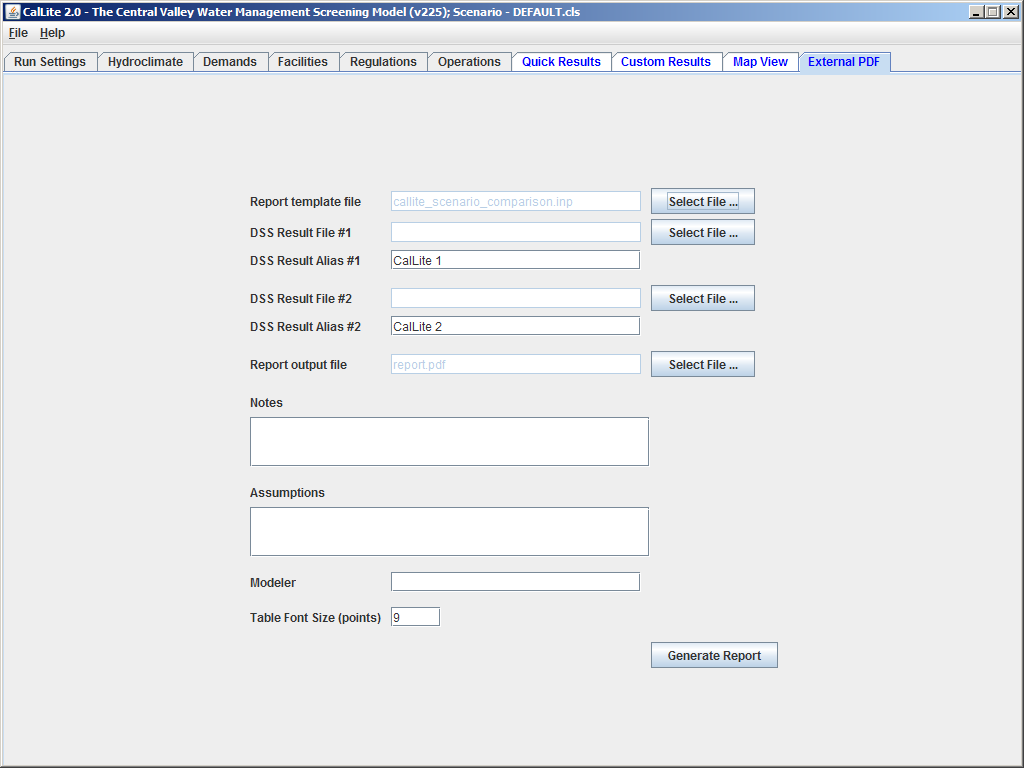 CalLite 2.0 - The Central Valley Water Management Screening Model (v225); Scenario - DEFAULT.cls
File Help
Run Settings Hydroclimate Demands Facilities Regulations Operations Quick Results Custom Results Map View External PDF
Report template file callite_scenario_comparison.inp Select File ...
DSS Result File #1 Select File ...
DSS Result Alias #1 CalLite 1
DSS Result File #2 Select File ...
DSS Result Alias #2 CalLite 2
Report output file report.pdf Select File ...
Notes
Assumptions
Modeler
Table Font Size (points) 9
Generate Report